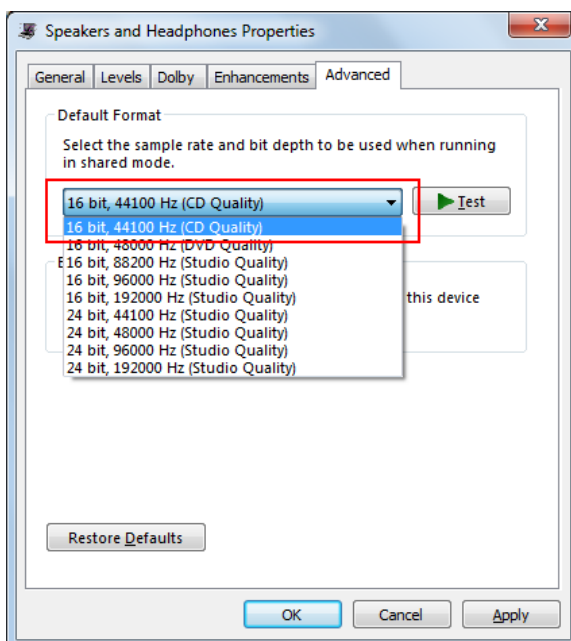 Speakers and Headphones Properties
General Levels Dolby Enhancements Advanced
Default Format
Select the sample rate and bit depth to be used when running
in shared mode.
16 bit, 44100 Hz (CD Quality)
Test
16 bit, 44100 Hz (CD Quality)
16 bit, 48000 Hz (DVD Quality)
16 bit, 88200 Hz (Studio Quality)
16 bit, 96000 Hz (Studio Quality)
16 bit, 192000 Hz (Studio Quality)
this device
24 bit, 44100 Hz (Studio Quality)
24 bit, 48000 Hz (Studio Quality)
24 bit, 96000 Hz (Studio Quality)
24 bit, 192000 Hz (Studio Quality)
Restore Defaults
OK Cancel Apply